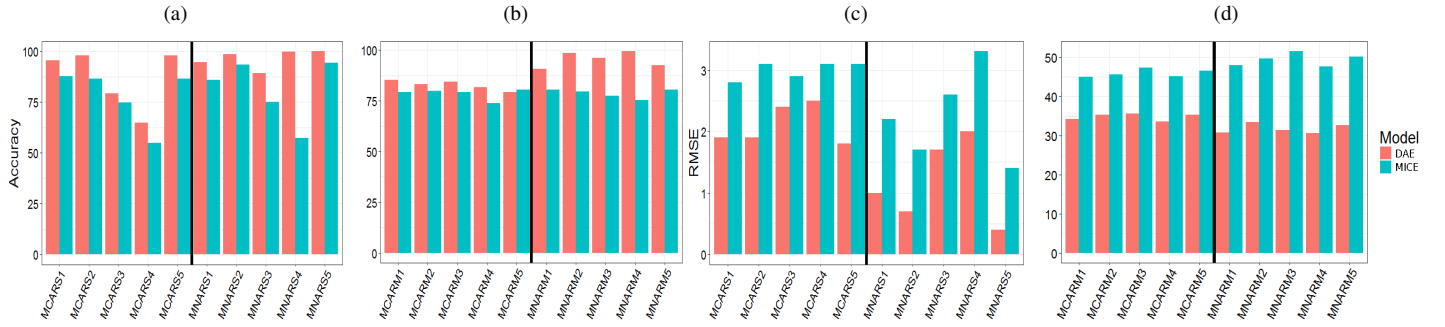 (a)
(b)
(c)
(d)
Accuracy
100
75
50
25
0
MCARS1
MCARS2
MCARS3
MCARS4
MCARS5
MNARS1
MNARS2
MNARS3
MNARS4
MNARS5
100
75
50
25
0
MCARM1
MCARM2
MCARM3
MCARM4
MCARM5
MNARM1
MNARM2
MNARM3
MNARM4
MNARM5
RMSE
3
2
1
0
MCARS1
MCARS2
MCARS3
MCARS4
MCARS5
MNARS1
MNARS2
MNARS3
MNARS4
MNARS5
50
40
30
20
10
0
MCARM1
MCARM2
MCARM3
MCARM4
MCARM5
MNARM1
MNARM2
MNARM3
MNARM4
MNARM5
Model
DAE
MICE